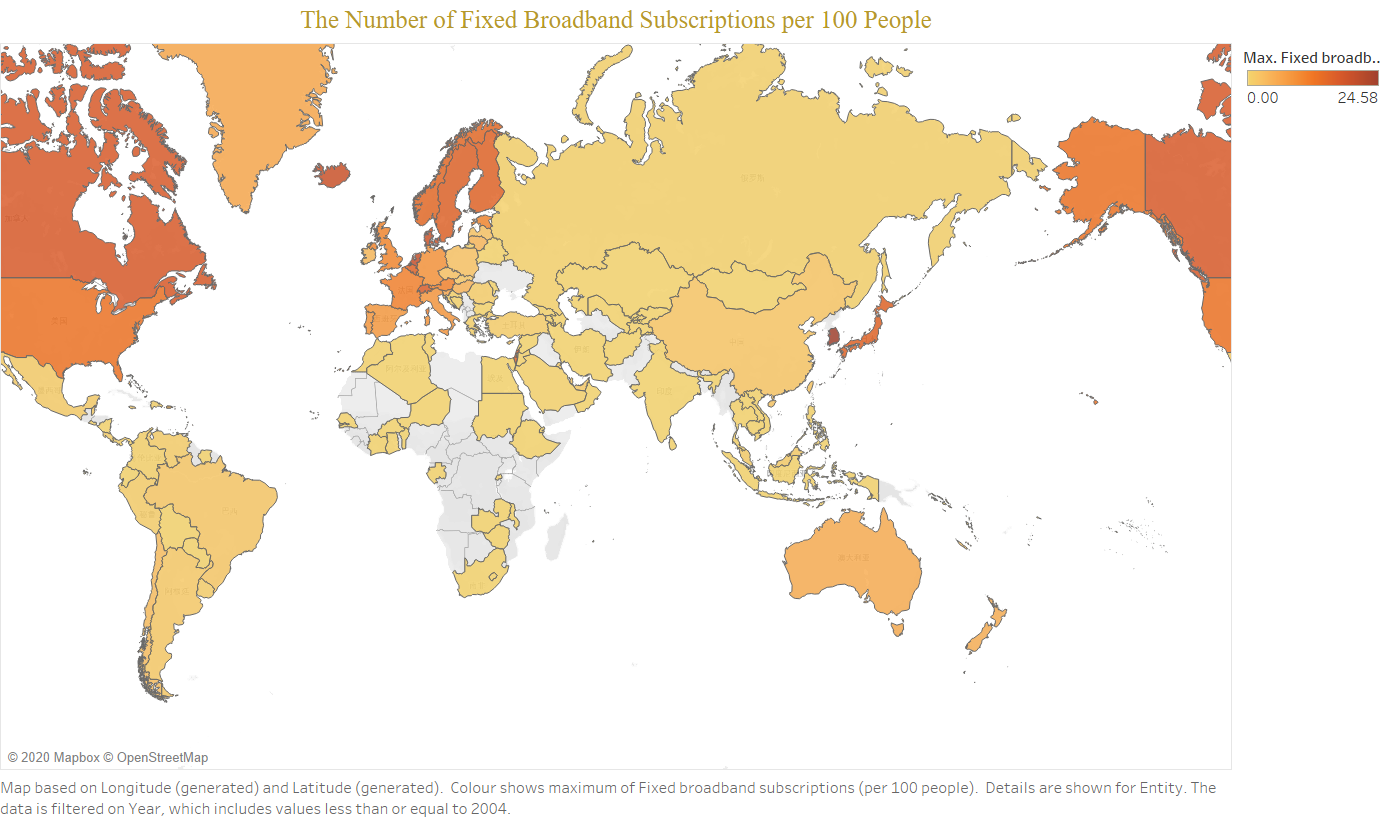 The Number of Fixed Broadband Subscriptions per 100 People
Max. Fixed broadb..
0.00 24.58
© 2020 Mapbox © OpenStreetMap
Map based on Longitude (generated) and Latitude (generated). Colour shows maximum of Fixed broadband subscriptions (per 100 people). Details are shown for Entity. The
data is filtered on Year, which includes values less than or equal to 2004.